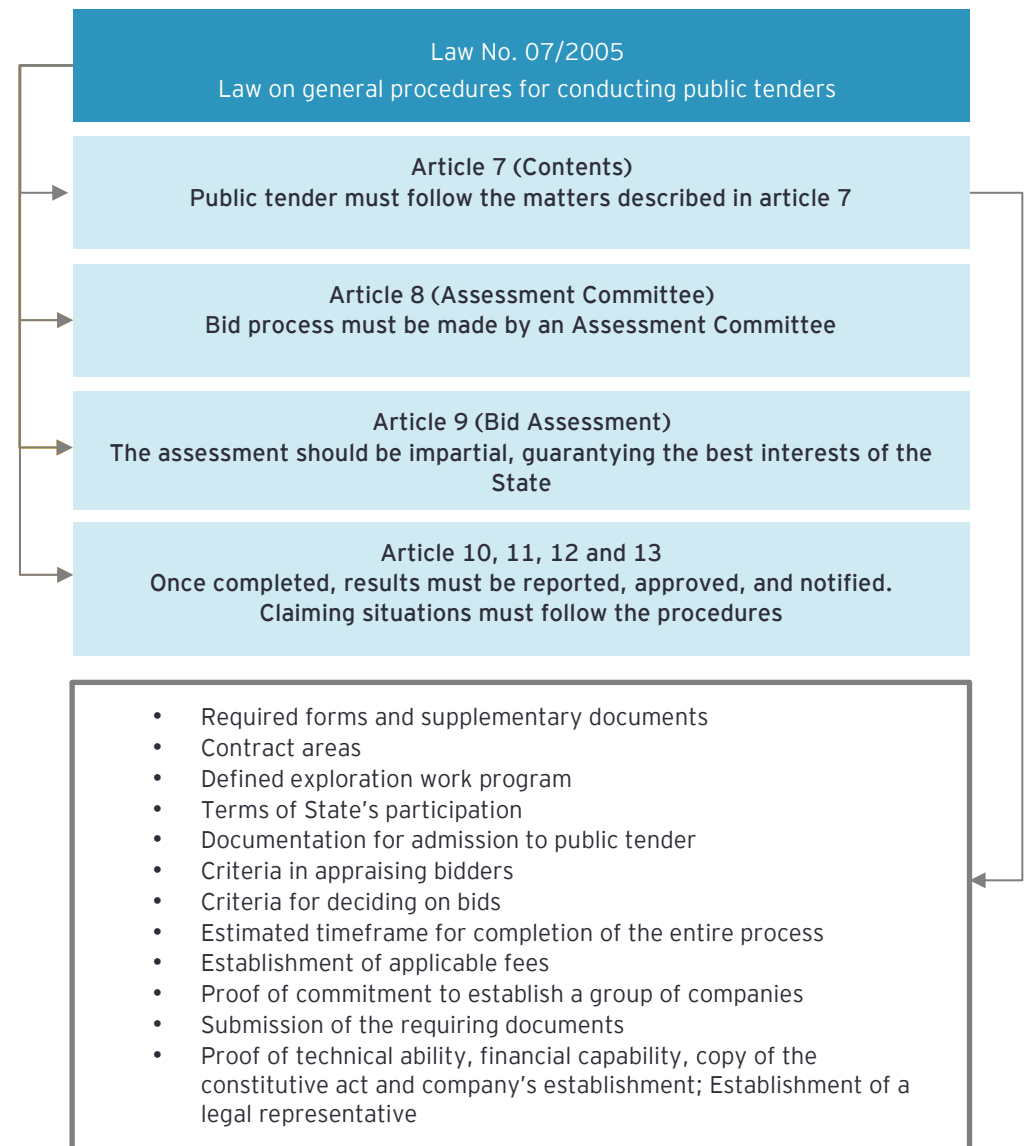 Law No. 07/2005
Law on general procedures for conducting public tenders
Article 7 (Contents)
Public tender must follow the matters described in article 7
Article 8 (Assessment Committee)
Bid process must be made by an Assessment Committee
Article 9 (Bid Assessment)
The assessment should be impartial, guarantying the best interests of the
State
Article 10, 11, 12 and 13
Once completed, results must be reported, approved, and notified.
Claiming situations must follow the procedures
• Required forms and supplementary documents
• Contract areas
• Defined exploration work program
• Terms of State’s participation
• Documentation for admission to public tender
• Criteria in appraising bidders
• Criteria for deciding on bids
• Estimated timeframe for completion of the entire process
• Establishment of applicable fees
• Proof of commitment to establish a group of companies
• Submission of the requiring documents
• Proof of technical ability, financial capability, copy of the
constitutive act and company’s establishment; Establishment of a
legal representative